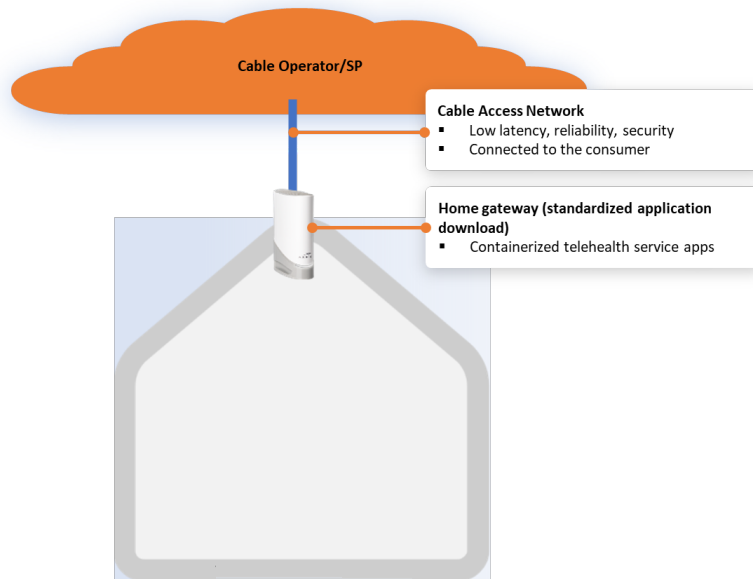 Cable Operator/SP
Cable Access Network
▪ Low latency, reliability, security
▪ Connected to the consumer
Home gateway (standardized application
download)
▪ Containerized telehealth service apps